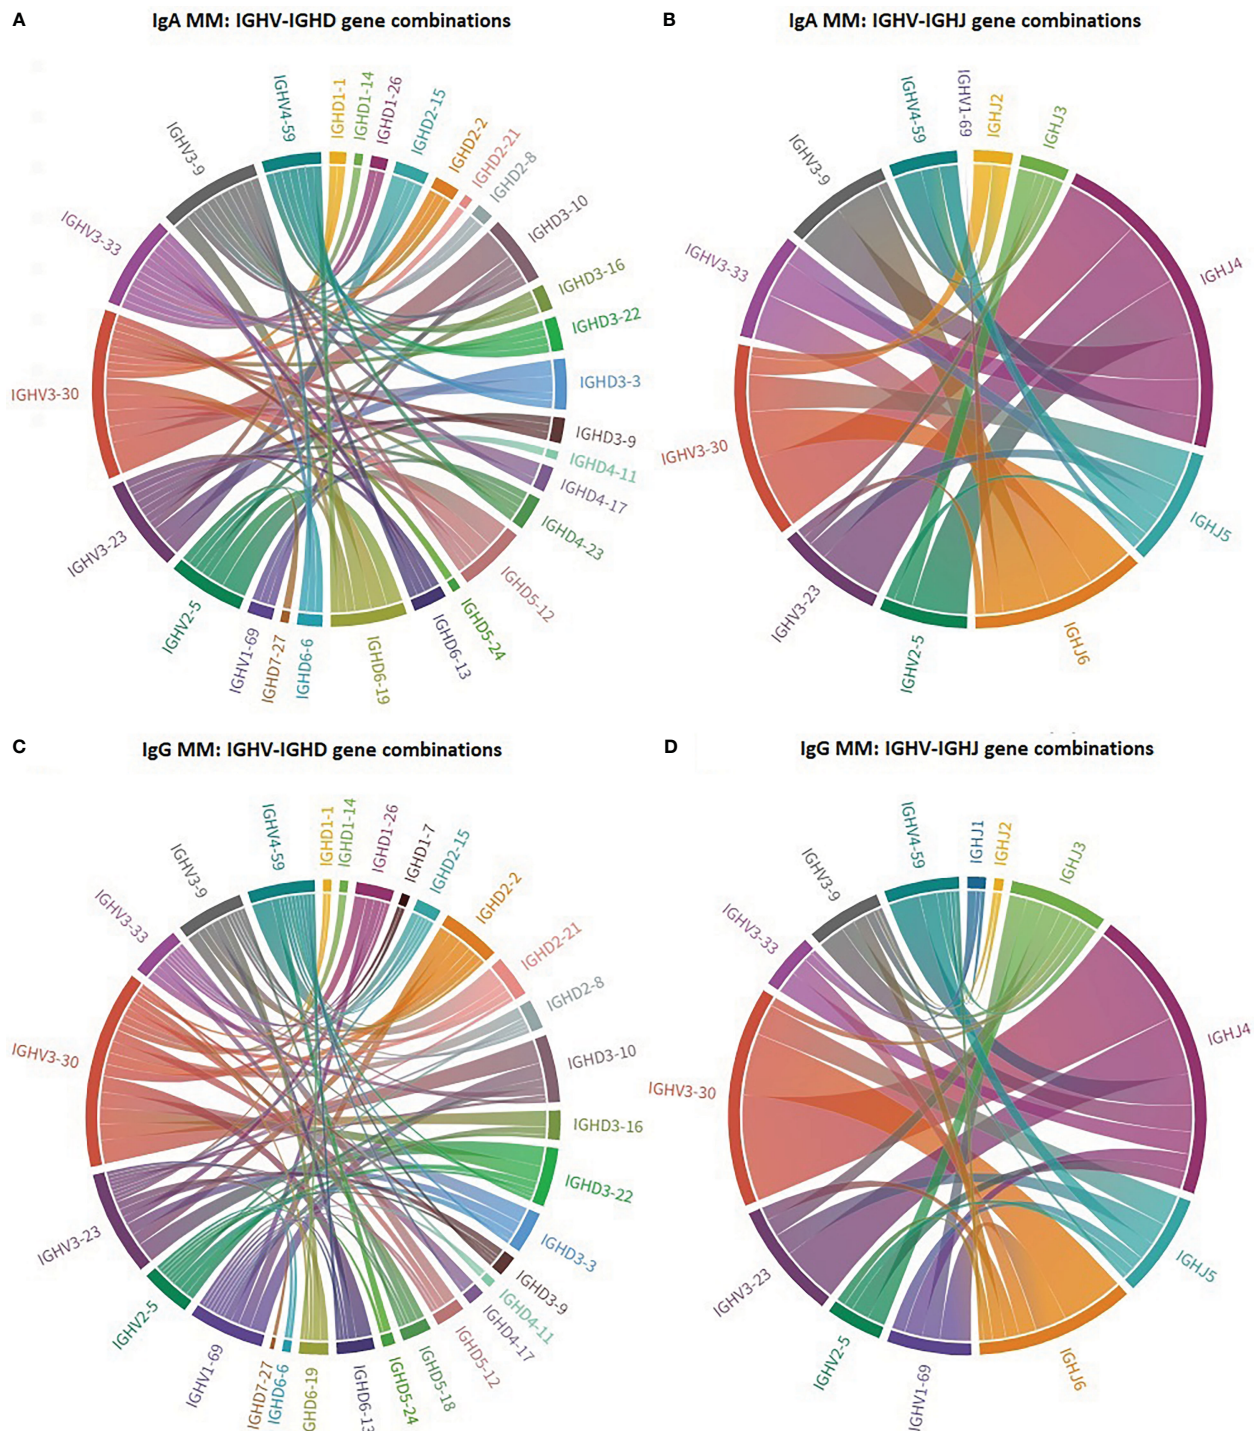 A
IgA MM: IGHV-IGHD gene combinations
IGHV4-59
IGHD1-1
IGHD1-14
IGHD1-26
IGHD2-15
IGHD2-2
IGHD2-21
IGHD2-8
IGHD3-10
IGHD3-16
IGHD3-22
IGHD3-3
IGHD3-9
IGHD4-11
IGHD4-17
IGHD4-23
IGHD5-12
IGHD5-24
IGHD6-13
IGHD6-19
IGHD6-6
IGHD7-27
IGHV1-69
IGHV2-5
IGHV3-23
IGHV3-30
IGHV3-33
IGHV3-9
B
IgA MM: IGHV-IGHJ gene combinations
IGHV4-59
IGHV1-69
IGHJ2
IGHJ3
IGHJ4
IGHJ5
IGHJ6
IGHV2-5
IGHV3-23
IGHV3-30
IGHV3-33
IGHV3-9
C
IgG MM: IGHV-IGHD gene combinations
IGHV4-59
IGHD1-1
IGHD1-14
IGHD1-26
IGHD1-7
IGHD2-15
IGHD2-2
IGHD2-21
IGHD2-8
IGHD3-10
IGHD3-16
IGHD3-22
IGHD3-3
IGHD3-9
IGHD4-11
IGHD4-17
IGHD5-12
IGHD5-18
IGHD5-24
IGHD6-13
GHD6-19
IGHD6-6
IGHD7-27
IGHV1-69
IGHV2-5
IGHV3-23
IGHV3-30
IGHV3-33
IGHV3-9
D
IgG MM: IGHV-IGHJ gene combinations
IGHV4-59
IGHJ1
IGHJ2
IGHJ3
IGHJ4
IGHJ5
IGHJ6
IGHV1-69
IGHV2-5
IGHV3-23
IGHV3-30
IGHV3-33
IGHV3-9